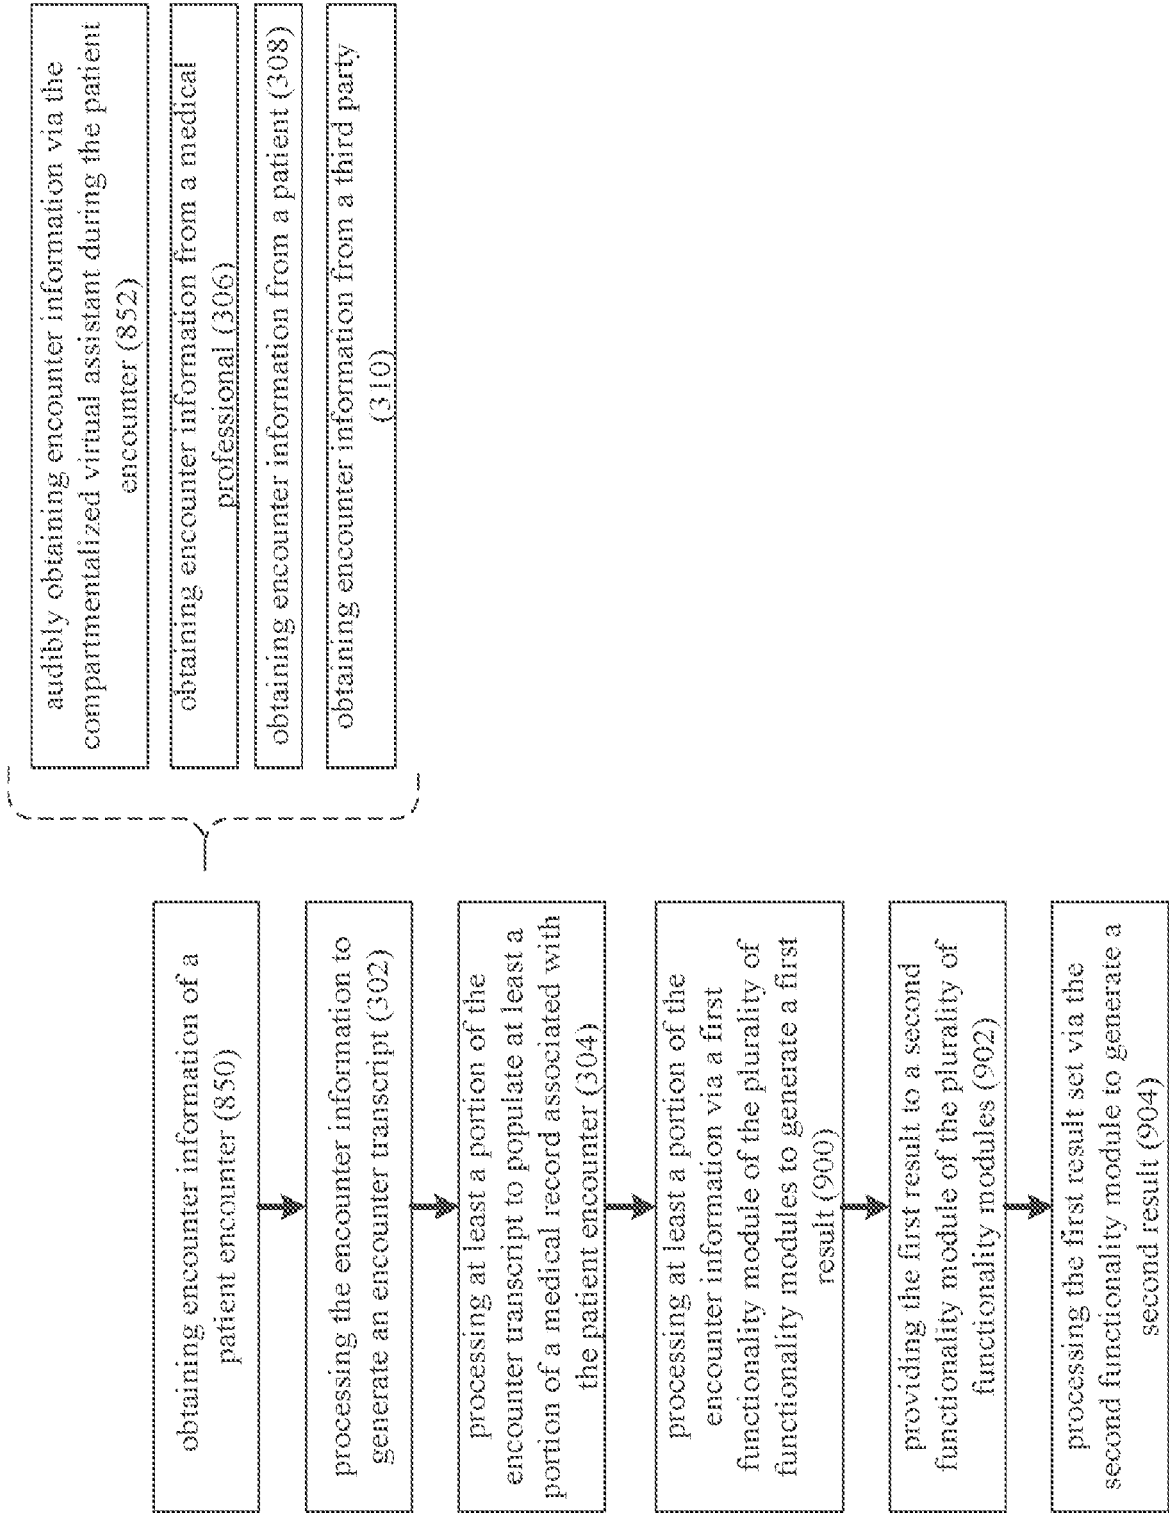 obtaining encounter information of a
patient encounter (850)
processing the encounter information to
generate an encounter transcript (302)
processing at least a portion of the
encounter transcript to populate at least a
portion of a medical record associated with
the patient encounter (304)
processing at least a portion of the
encounter information via a first
functionality module of the plurality of
functionality modules to generate a first
result (900)
providing the first result to a second
functionality module of the plurality of
functionality modules (902)
processing the first result set via the
second functionality module to generate a
second result (904)
audibly obtaining encounter information via the
compartmentalized virtual assistant during the patient
encounter (852)
obtaining encounter information from a medical
professional (306)
obtaining encounter information from a patient (308)
obtaining encounter information from a third party
(310)